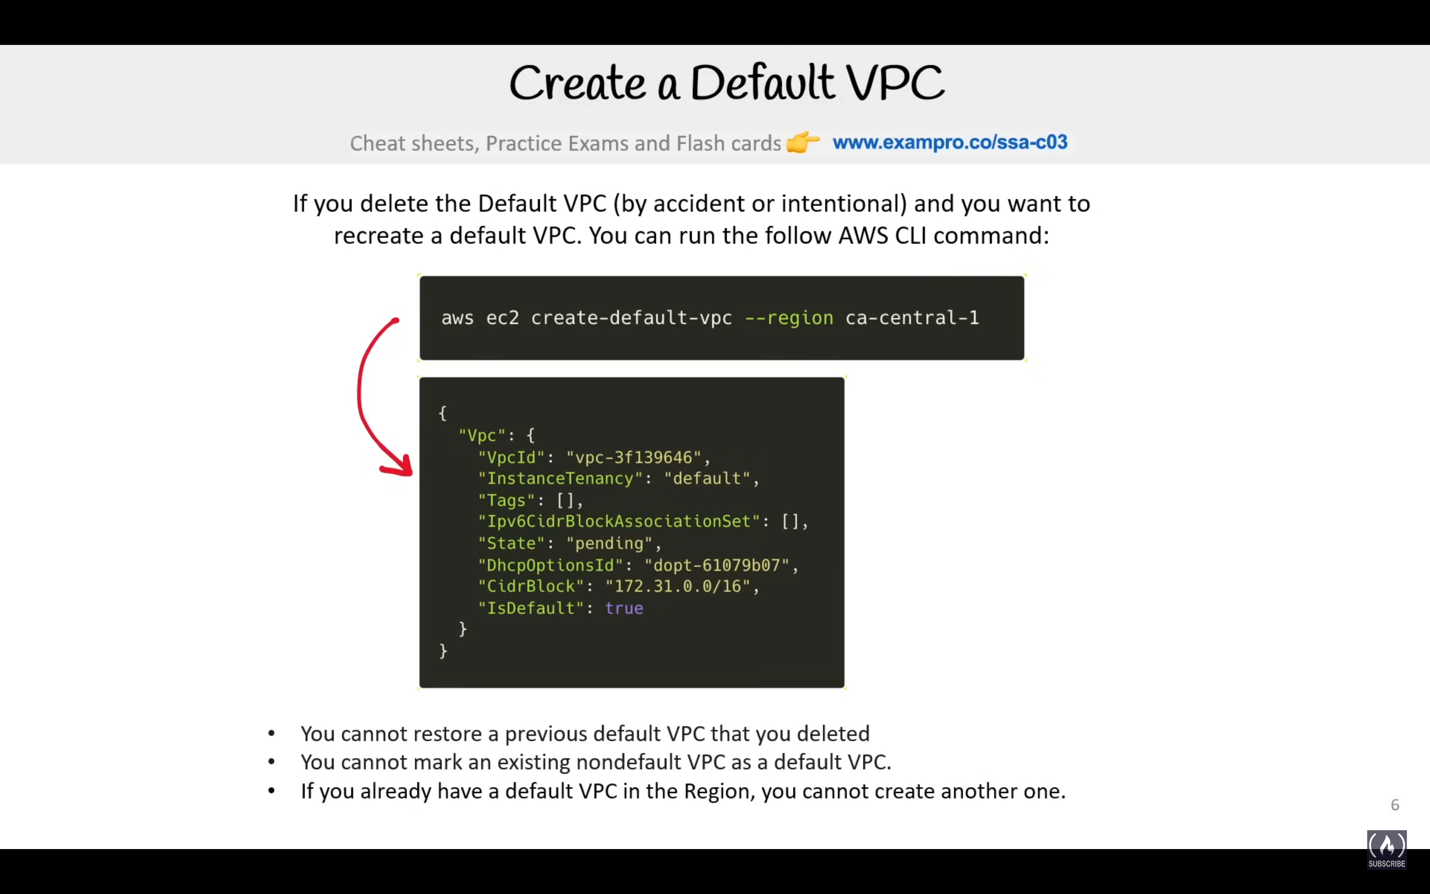 Create a Default VPC
Cheat sheets, Practice Exams and Flash cards 👉 www.exampro.co/ssa-c03
If you delete the Default VPC (by accident or intentional) and you want to
recreate a default VPC. You can run the follow AWS CLI command:
aws ec2 create-default-vpc --region ca-central-1
{
  "Vpc": {
    "VpcId": "vpc-3f139646",
    "InstanceTenancy": "default",
    "Tags": [],
    "Ipv6CidrBlockAssociationSet": [],
    "State": "pending",
    "DhcpOptionsId": "dopt-61079b07",
    "CidrBlock": "172.31.0.0/16",
    "IsDefault": true
  }
}
• You cannot restore a previous default VPC that you deleted
• You cannot mark an existing nondefault VPC as a default VPC.
• If you already have a default VPC in the Region, you cannot create another one.
6
SUBSCRIBE